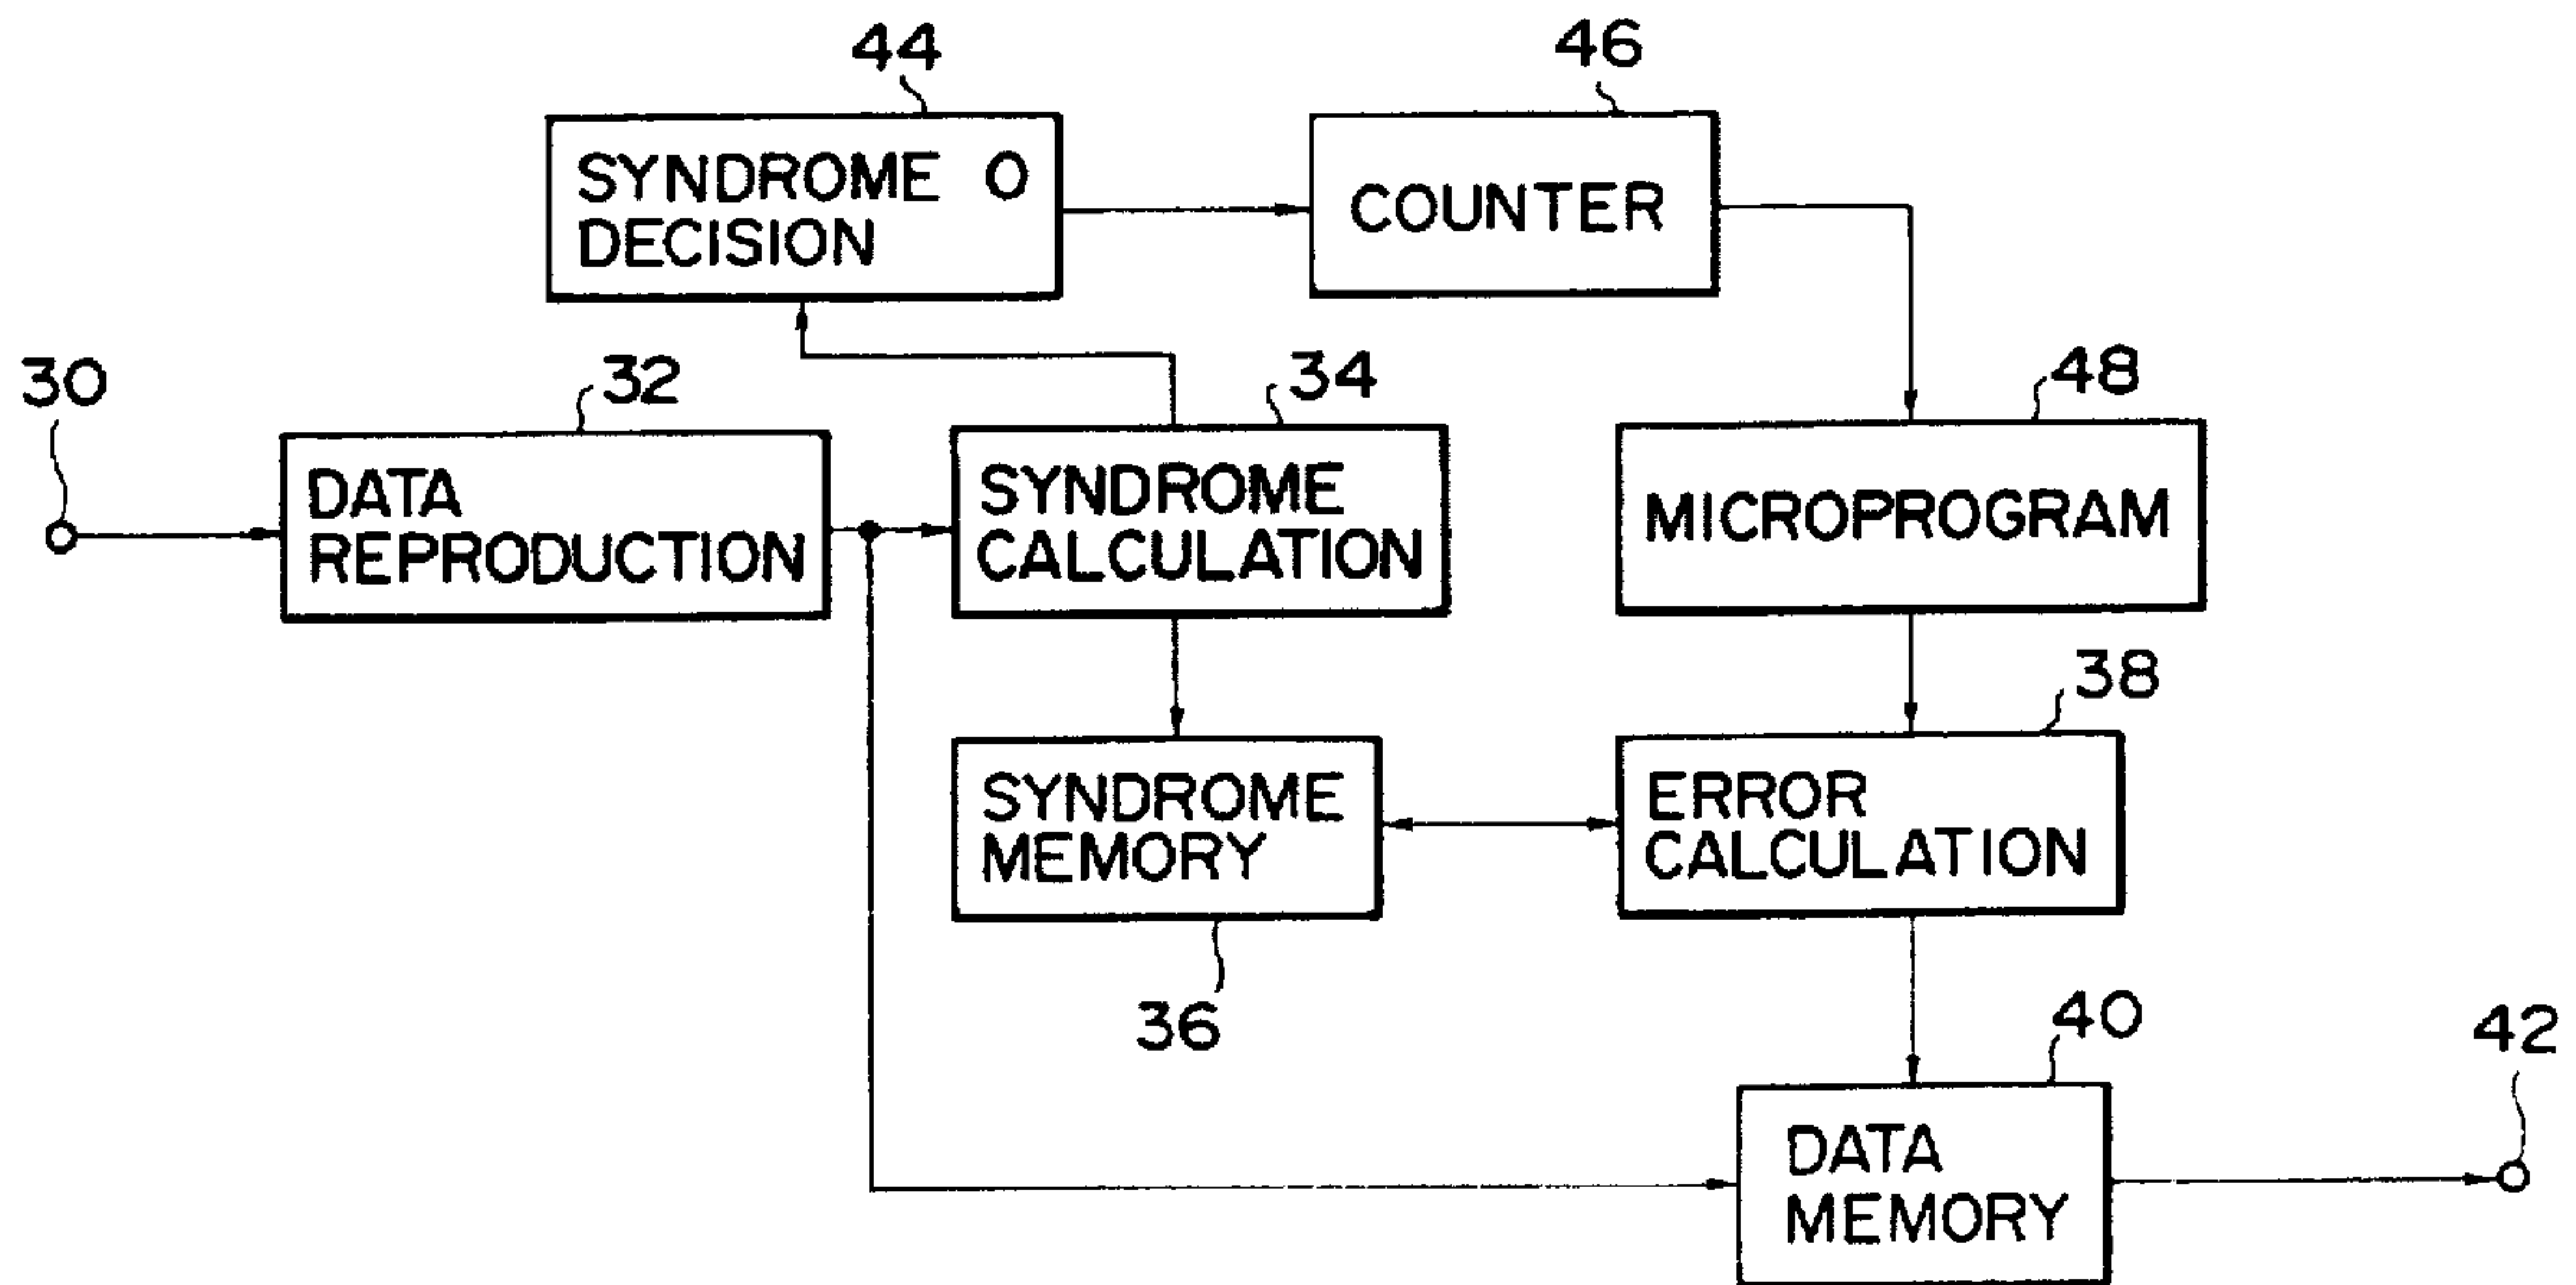 44
46
SYNDROME 0
DECISION
COUNTER
30
32
34
48
DATA
REPRODUCTION
SYNDROME
CALCULATION
MICROPROGRAM
38
SYNDROME
MEMORY
ERROR
CALCULATION
36
40
42
DATA
MEMORY